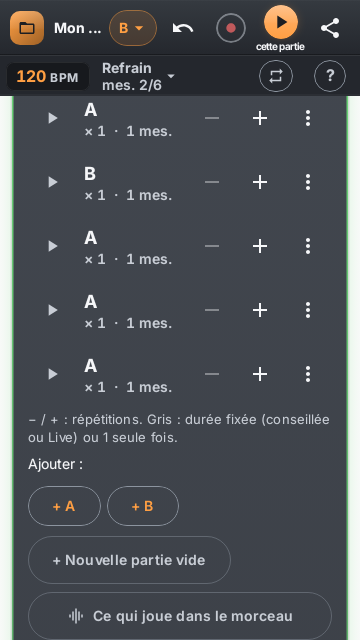 Mon ... B
cette partie
120 BPM
Refrain
mes. 2/6
?
A
× 1 · 1 mes.
B
× 1 · 1 mes.
A
× 1 · 1 mes.
A
× 1 · 1 mes.
A
× 1 · 1 mes.
− / + : répétitions. Gris : durée fixée (conseillée
ou Live) ou 1 seule fois.
Ajouter :
+ A + B
+ Nouvelle partie vide
Ce qui joue dans le morceau